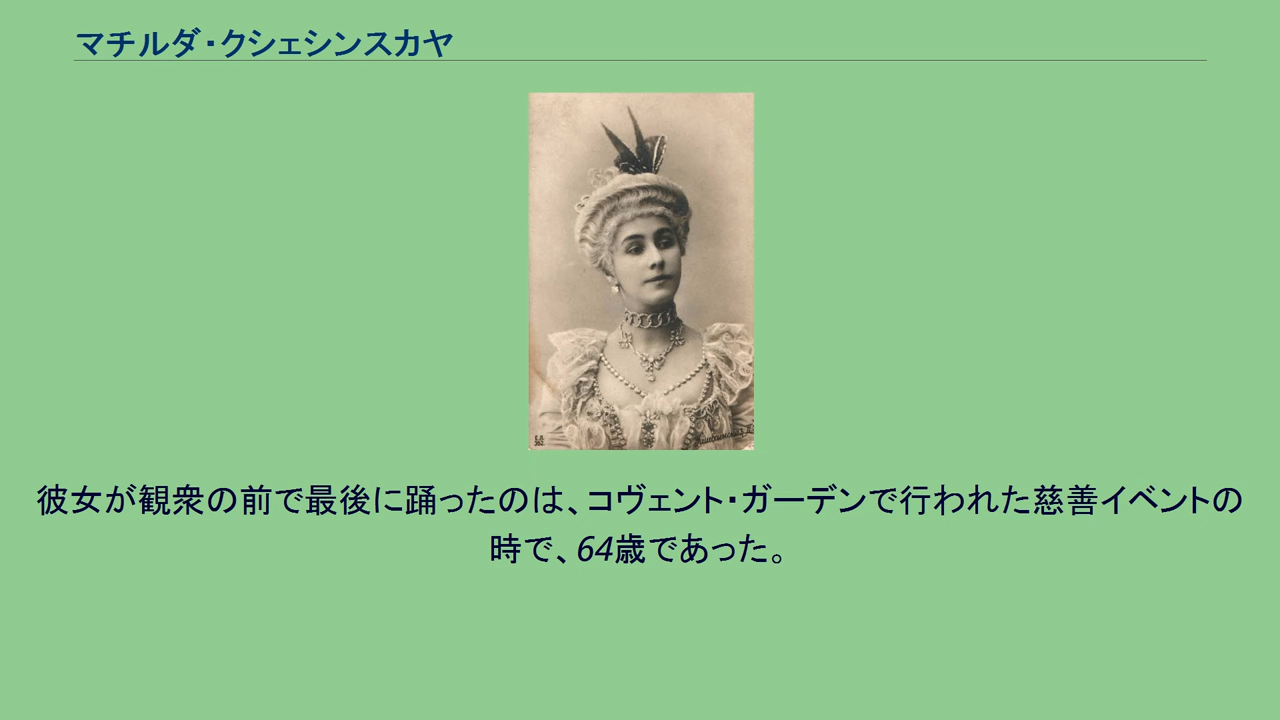 マチルダ・クシェシンスカヤ
彼女が観衆の前で最後に踊ったのは、コヴェント・ガーデンで行われた慈善イベントの
時で、64歳であった。